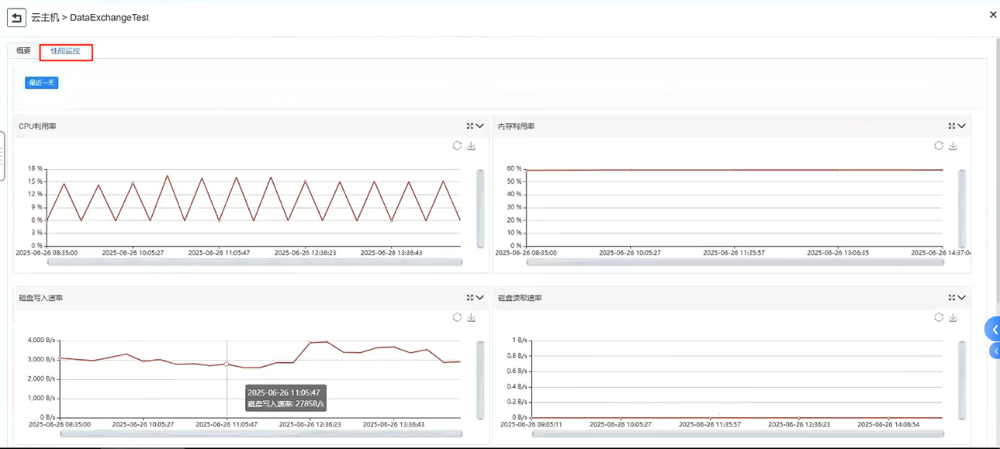 云主机 > DataExchangeTest
概要 性能监控
最近一天
CPU利用率
18 %
15 %
12 %
9 %
6 %
3 %
0 %
2025-06-26 08:35:00 2025-06-26 10:05:27 2025-06-26 11:05:47 2025-06-26 12:36:23 2025-06-26 13:36:43
内存利用率
60 %
50 %
40 %
30 %
20 %
10 %
0 %
2025-06-26 08:35:00 2025-06-26 10:05:27 2025-06-26 11:35:57 2025-06-26 13:06:35 2025-06-26 14:37:0
磁盘写入速率
4,000 B/s
3,000 B/s
2,000 B/s
1,000 B/s
0 B/s
2025-06-26 11:05:47
磁盘写入速率: 2785B/s
2025-06-26 08:35:00 2025-06-26 10:05:27 2025-06-26 11:05:47 2025-06-26 12:36:23 2025-06-26 13:36:43
磁盘读取速率
1 B/s
0.8 B/s
0.6 B/s
0.4 B/s
0.2 B/s
0 B/s
2025-06-26 09:05:11 2025-06-26 10:05:27 2025-06-26 11:35:57 2025-06-26 12:36:23 2025-06-26 14:06:54